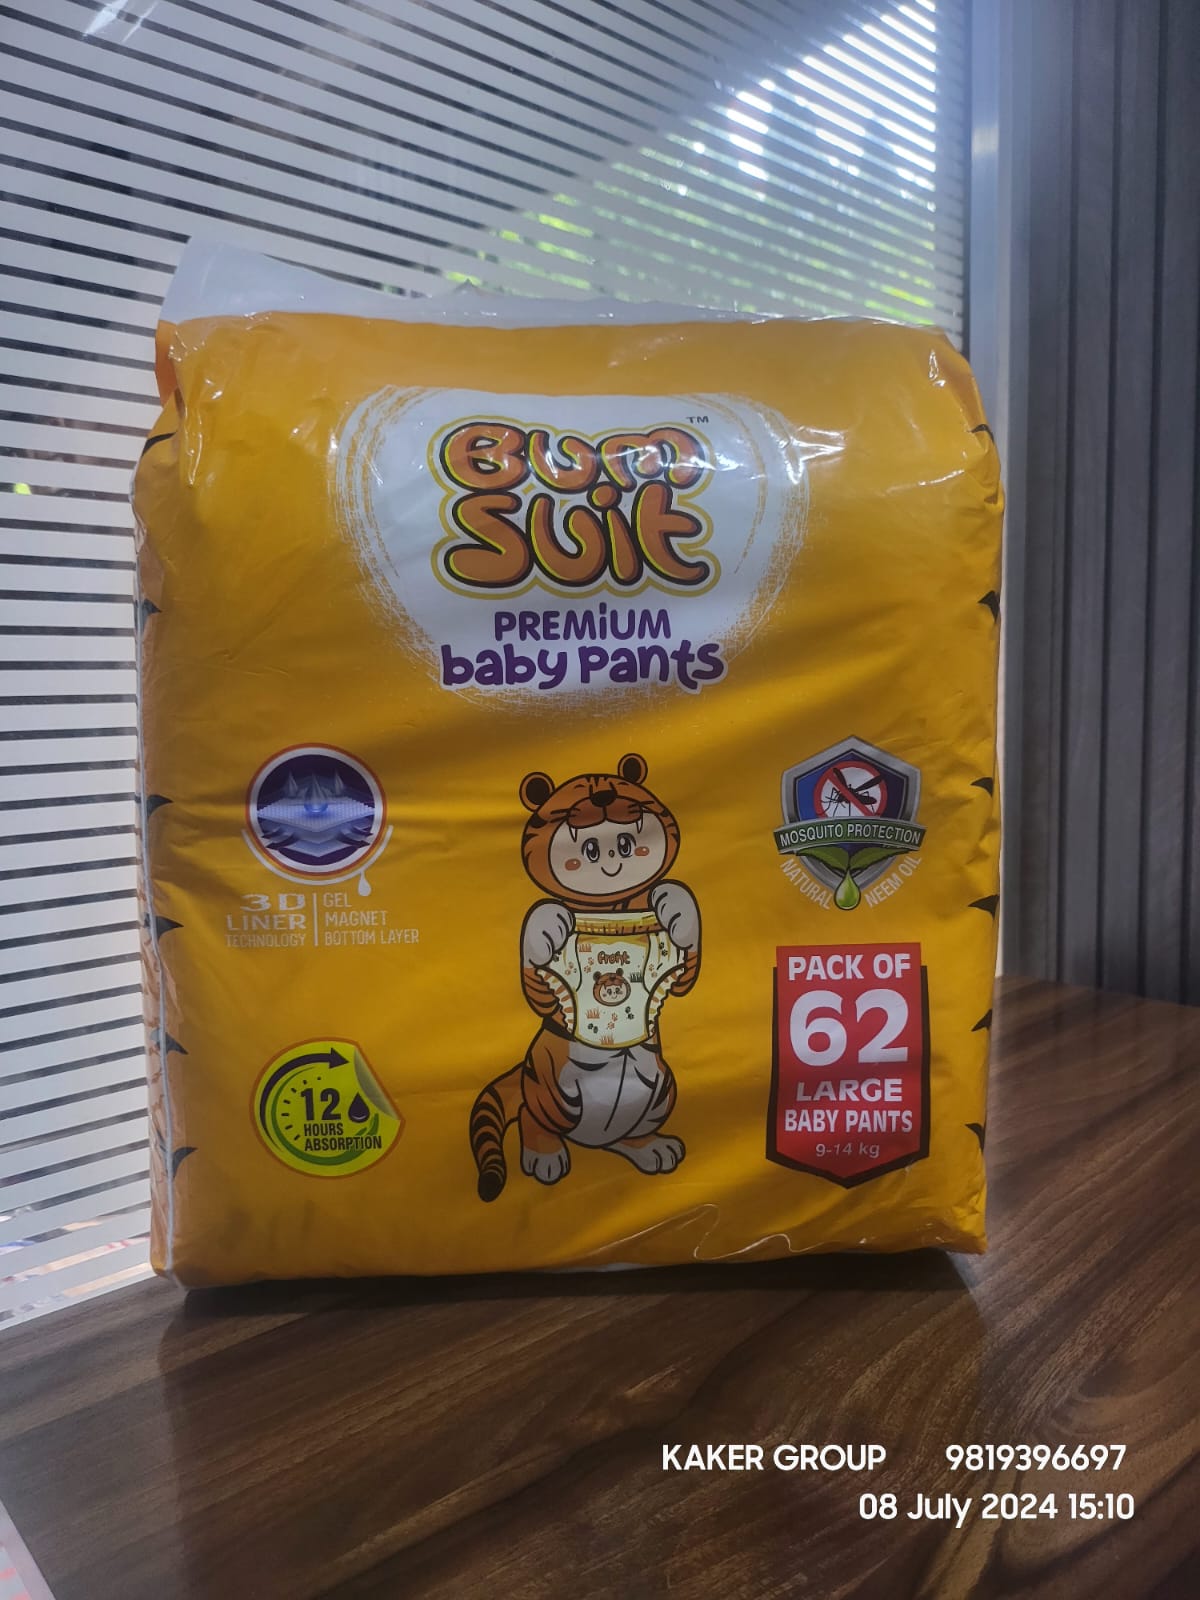 BUM
SUIT
TM
PREMiUM
baby pants
3D
LINER
TECHNOLOGY
GEL
MAGNET
BOTTOM LAYER
MOSQUITO PROTECTION
NATURAL NEEM OIL
Front
12
HOURS
ABSORPTION
PACK OF
62
LARGE
BABY PANTS
9-14 kg
KAKER GROUP 9819396697
08 July 2024 15:10